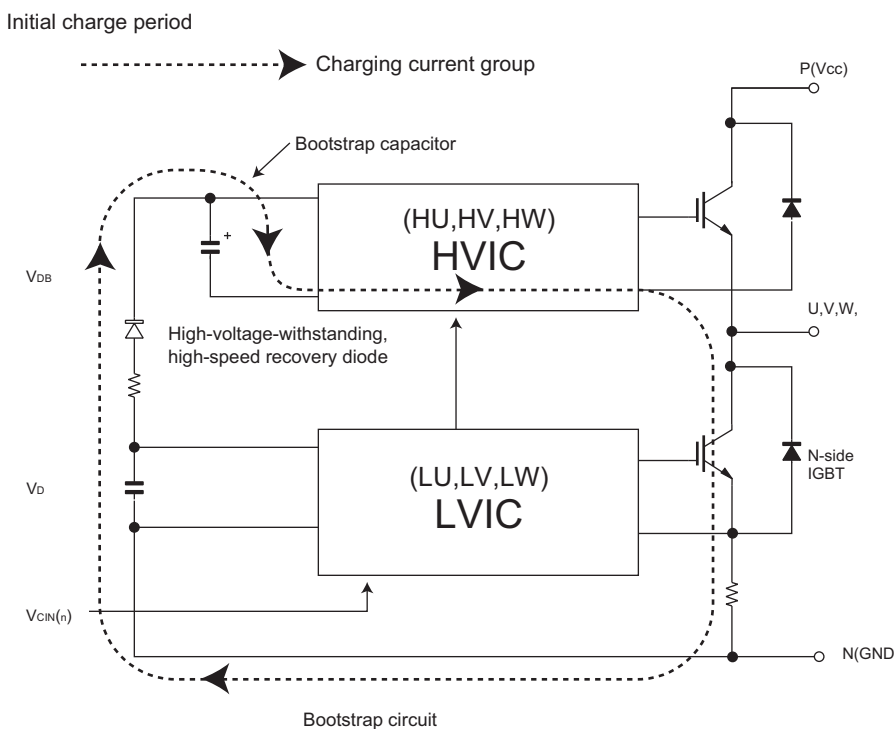 Initial charge period
Charging current group
P(Vcc)
Bootstrap capacitor
+
(HU,HV,HW)
HVIC
VDB
U,V,W,
High-voltage-withstanding,
high-speed recovery diode
(LU,LV,LW)
LVIC
N-side
IGBT
VD
VCIN(n)
N(GND
Bootstrap circuit